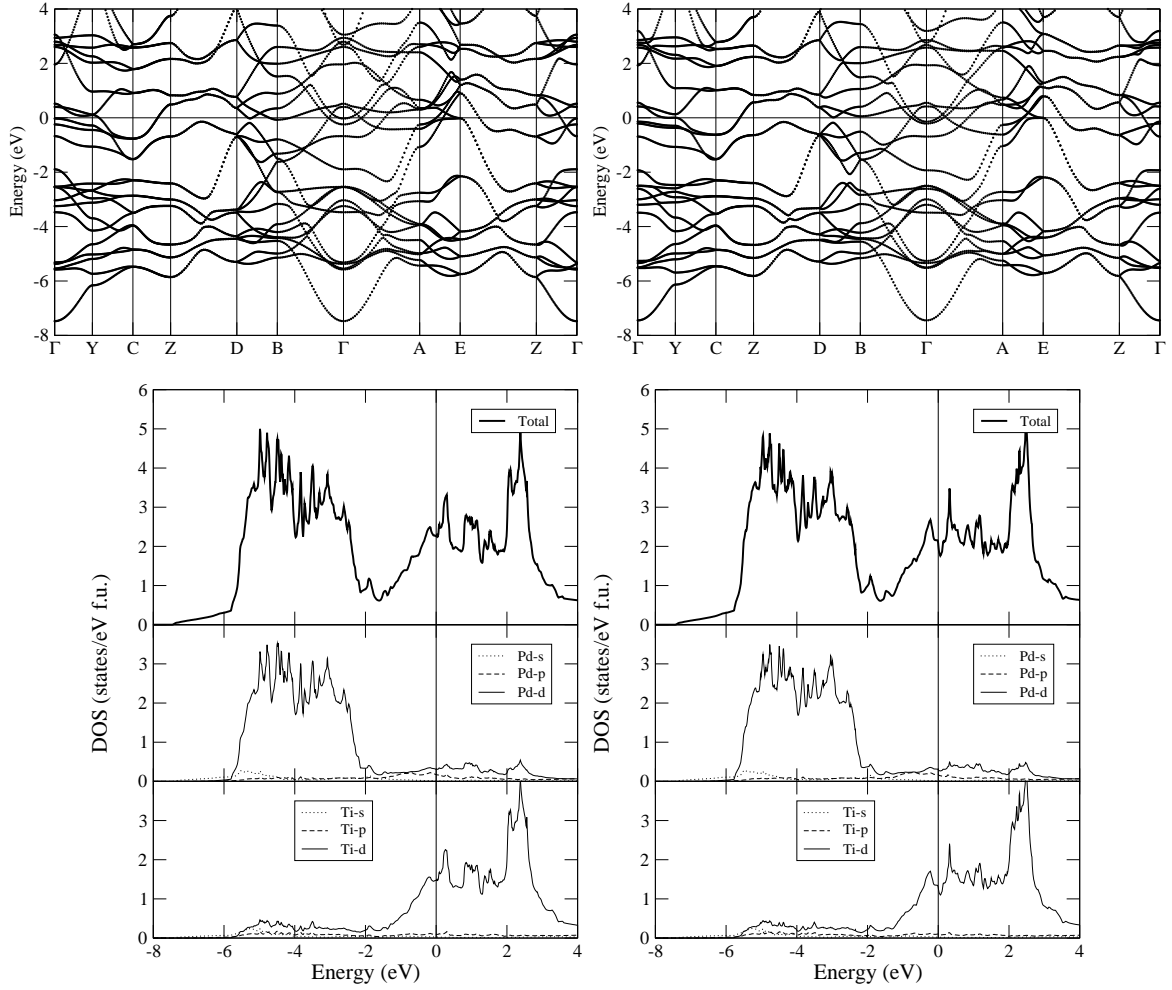 4
2
0
-2
-4
-6
-8
Energy (eV)
Γ Y C Z D B Γ A E Z Γ
4
2
0
-2
-4
-6
-8
Energy (eV)
Γ Y C Z D B Γ A E Z Γ
6
5
4
3
2
1
0
Total
3
2
1
0
Pd-s
Pd-p
Pd-d
3
2
1
0
Ti-s
Ti-p
Ti-d
DOS (states/eV f.u.)
-8 -6 -4 -2 0 2 4
Energy (eV)
6
5
4
3
2
1
0
Total
3
2
1
0
Pd-s
Pd-p
Pd-d
3
2
1
0
Ti-s
Ti-p
Ti-d
DOS (states/eV f.u.)
-8 -6 -4 -2 0 2 4
Energy (eV)